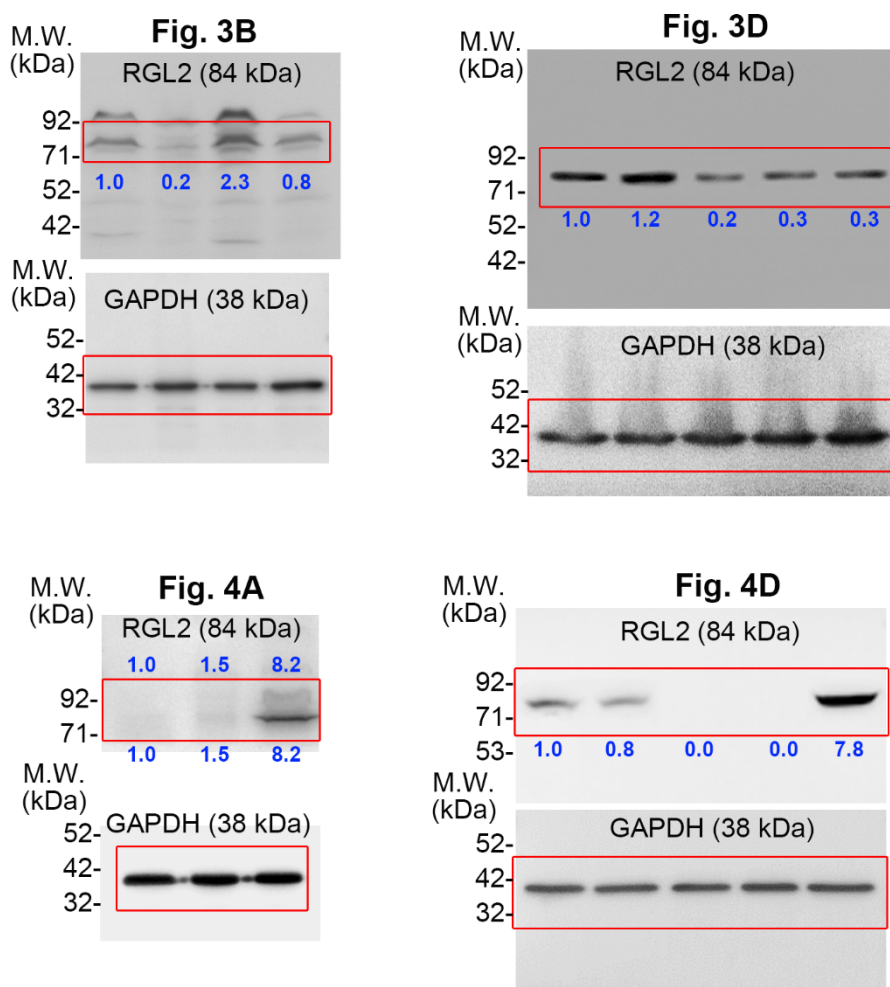 Fig. 3B
M.W.
(kDa)
RGL2 (84 kDa)
92-
71-
1.0 0.2 2.3 0.8
52-
42-
M.W.
(kDa)
GAPDH (38 kDa)
52-
42-
32-
Fig. 3D
M.W.
(kDa)
RGL2 (84 kDa)
92-
71-
1.0 1.2 0.2 0.3 0.3
52-
42-
M.W.
(kDa)
GAPDH (38 kDa)
52-
42-
32-
Fig. 4A
M.W.
(kDa)
RGL2 (84 kDa)
1.0 1.5 8.2
92-
71-
1.0 1.5 8.2
M.W.
(kDa)
GAPDH (38 kDa)
52-
42-
32-
Fig. 4D
M.W.
(kDa)
RGL2 (84 kDa)
92-
71-
53-
1.0 0.8 0.0 0.0 7.8
M.W.
(kDa)
GAPDH (38 kDa)
52-
42-
32-